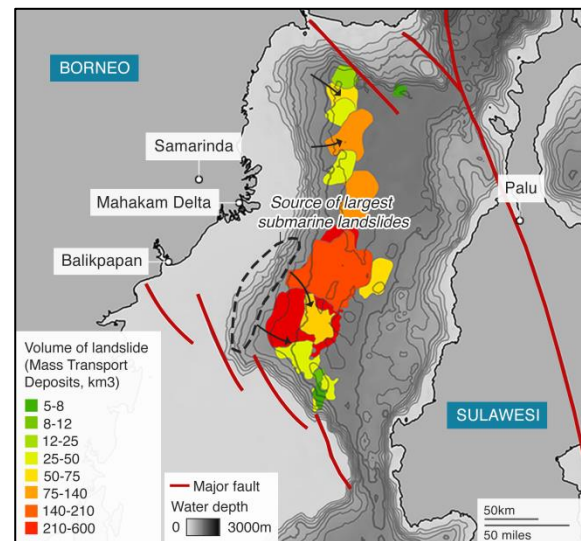 BORNEO
Samarinda
Mahakam Delta
Source of largest
submarine landslides
Palu
Balikpapan
Volume of landslide
(Mass Transport
Deposits, km3)
5-8
8-12
12-25
25-50
50-75
75-140
140-210
210-600
Major fault
Water depth
0 3000m
SULAWESI
50km
50 miles